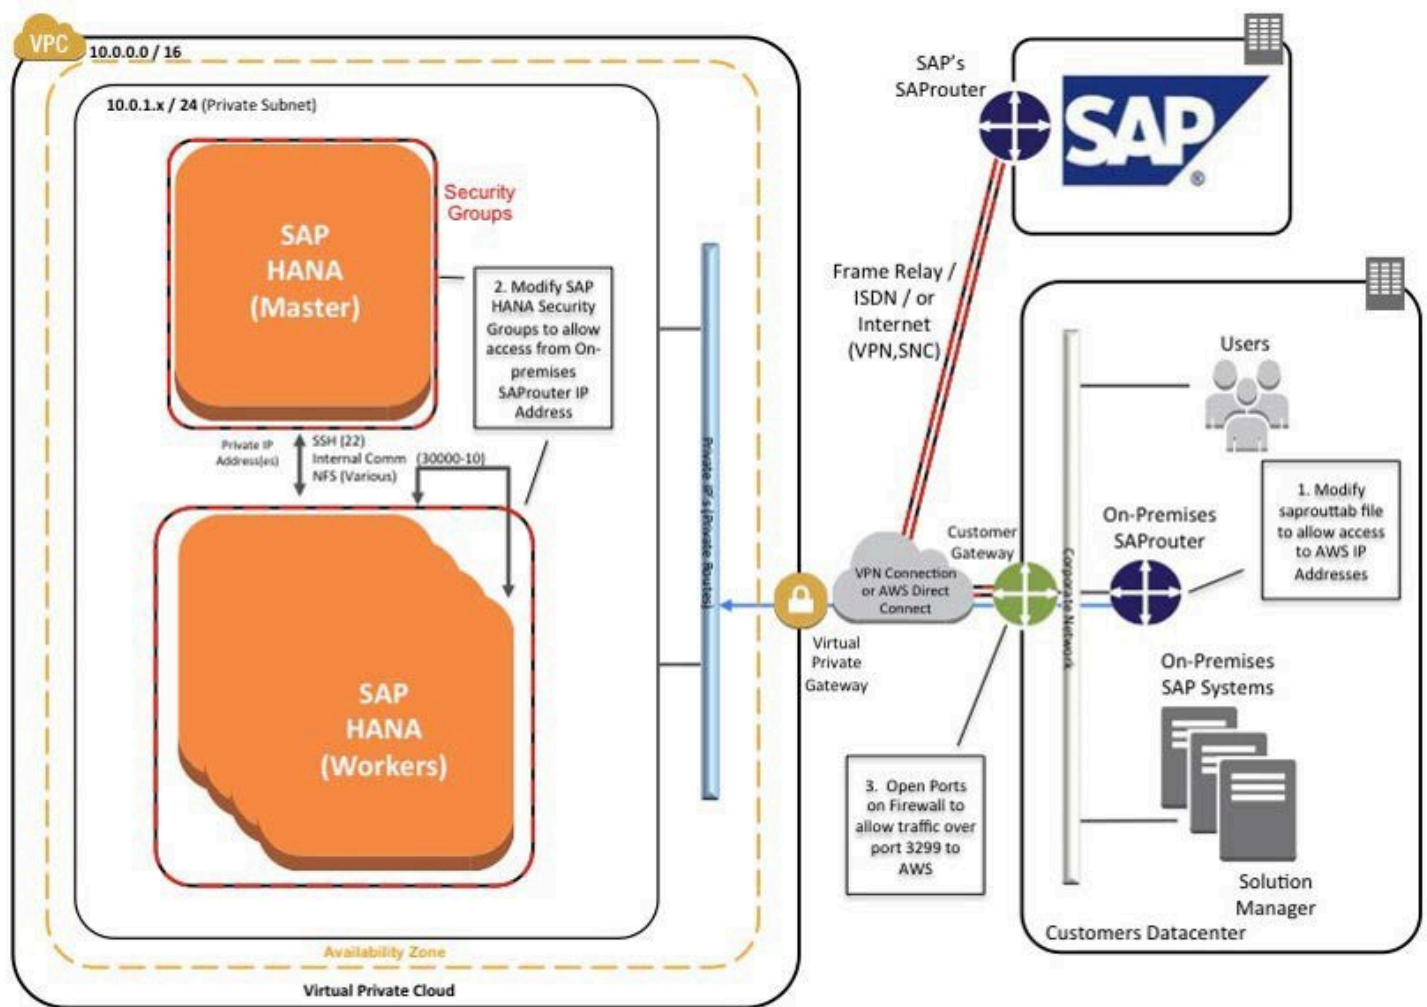 VPC
10.0.0.0 / 16
10.0.1.x / 24 (Private Subnet)
SAP
HANA
(Master)
Security
Groups
2. Modify SAP
HANA Security
Groups to allow
access from On-
premises
SAProuter IP
Address
Private IP
Address(es)
SSH (22)
Internal Comm (30000-10)
NFS (Various)
SAP
HANA
(Workers)
Availability Zone
Virtual Private Cloud
Private IP's (Private Routes)
Virtual
Private
Gateway
VPN Connection
or AWS Direct
Connect
Frame Relay /
ISDN / or
Internet
(VPN,SNC)
SAP's
SAProuter
SAP
®
Customer
Gateway
Corporate Network
Users
1. Modify
saprouttab file
to allow access
to AWS IP
Addresses
On-Premises
SAProuter
On-Premises
SAP Systems
Solution
Manager
3. Open Ports
on Firewall to
allow traffic over
port 3299 to
AWS
Customers Datacenter